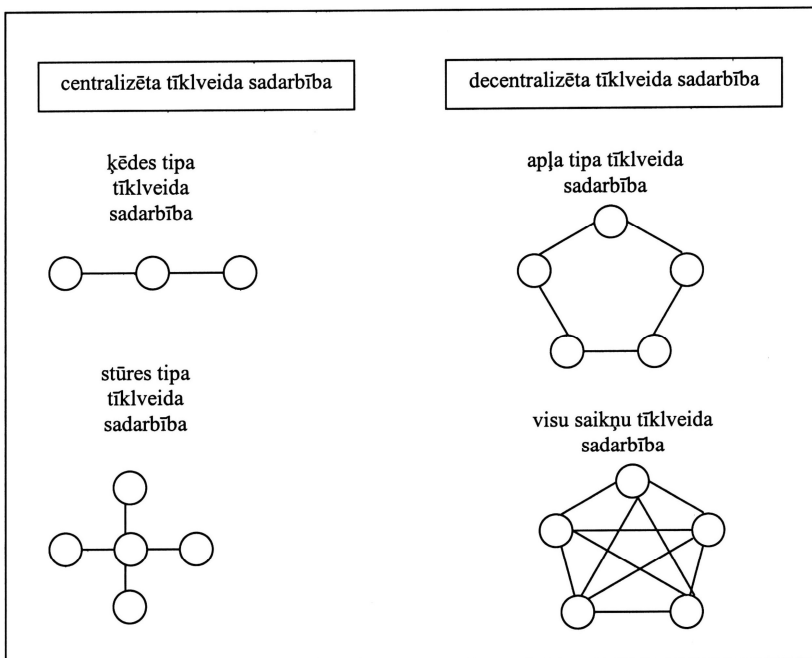 centralizēta tīklveida sadarbība
ķēdes tipa
tīklveida
sadarbība
stūres tipa
tīklveida
sadarbība
decentralizēta tīklveida sadarbība
apļa tipa tīklveida
sadarbība
visu saikņu tīklveida
sadarbība